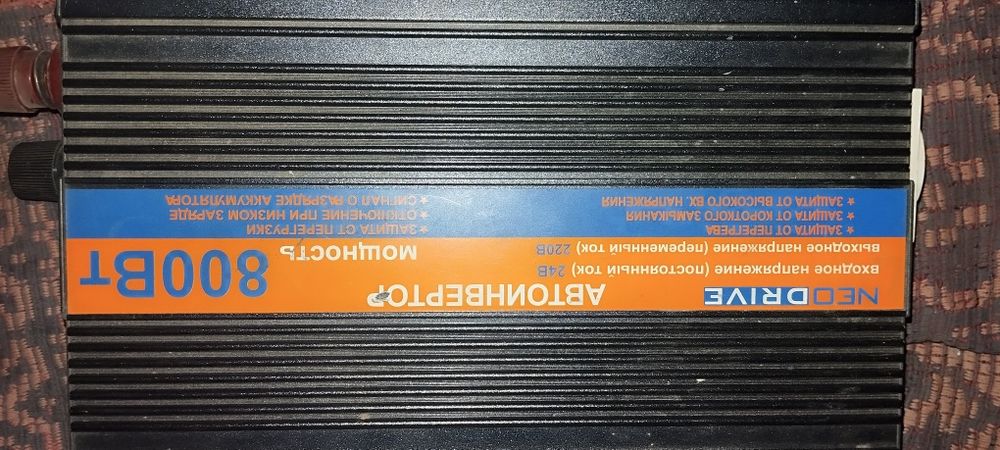 NEODRIVE АВТОИНВЕРТОР
ВХОДНОЕ напряжение (постоянный ток) 24В
ВЫХОДНОЕ напряжение (переменный ток) 220В
МОЩНОСТЬ 800Вт
★ ЗАЩИТА ОТ ПЕРЕГРЕВА
★ ЗАЩИТА ОТ КОРОТКОГО ЗАМЫКАНИЯ
★ ЗАЩИТА ОТ ВЫСОКОГО ВХ. НАПРЯЖЕНИЯ
★ ЗАЩИТА ОТ ПЕРЕГРУЗКИ
★ ОТКЛЮЧЕНИЕ ПРИ НИЗКОМ ЗАРЯДЕ
★ СИГНАЛ О РАЗРЯДКЕ АККУМУЛЯТОРА